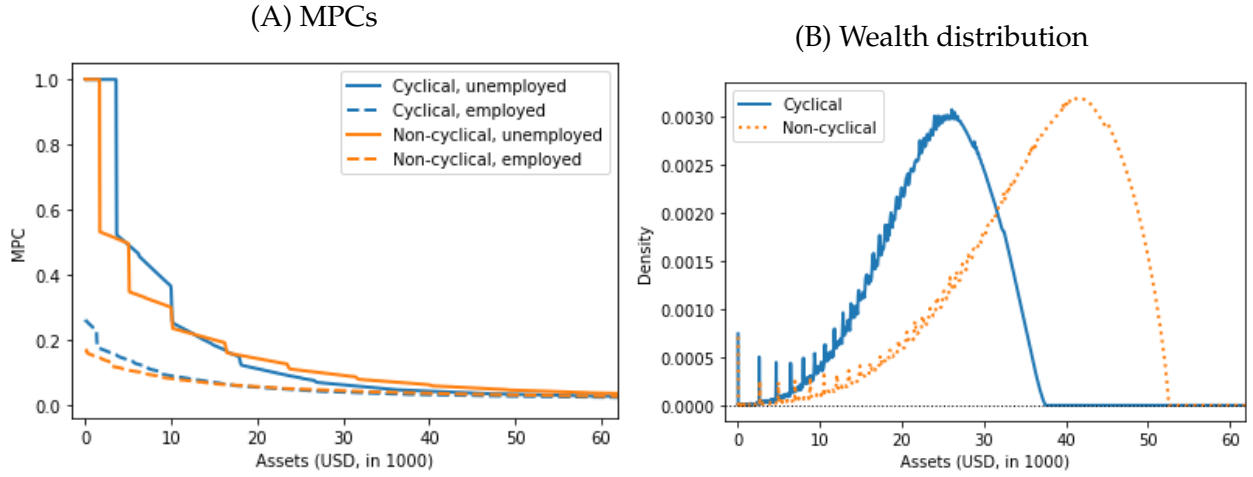 (A) MPCs
1.0
0.8
0.6
0.4
0.2
0.0
MPC
0 10 20 30 40 50 60
Assets (USD, in 1000)
Cyclical, unemployed
Cyclical, employed
Non-cyclical, unemployed
Non-cyclical, employed
(B) Wealth distribution
Cyclical
Non-cyclical
0.0030
0.0025
0.0020
0.0015
0.0010
0.0005
0.0000
Density
0 10 20 30 40 50 60
Assets (USD, in 1000)